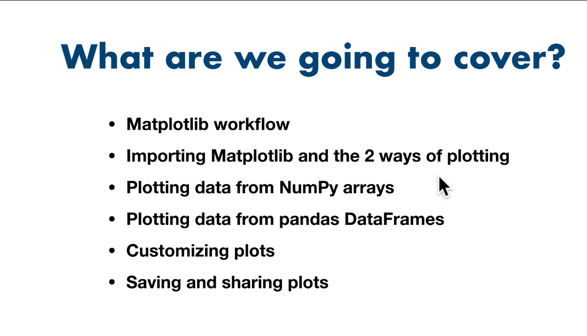 What are we going to cover?
• Matplotlib workflow
• Importing Matplotlib and the 2 ways of plotting
• Plotting data from NumPy arrays
• Plotting data from pandas DataFrames
• Customizing plots
• Saving and sharing plots